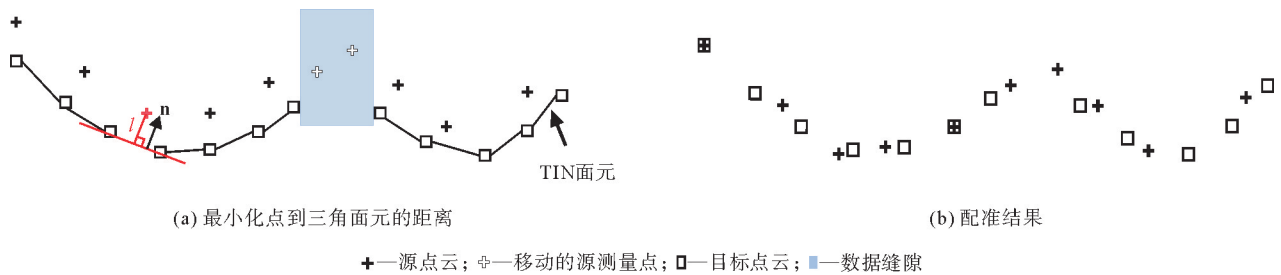 l
n
TIN面元
(a) 最小化点到三角面元的距离
(b) 配准结果
✚—源点云; ✚—移动的源测量点; □—目标点云; ■—数据缝隙